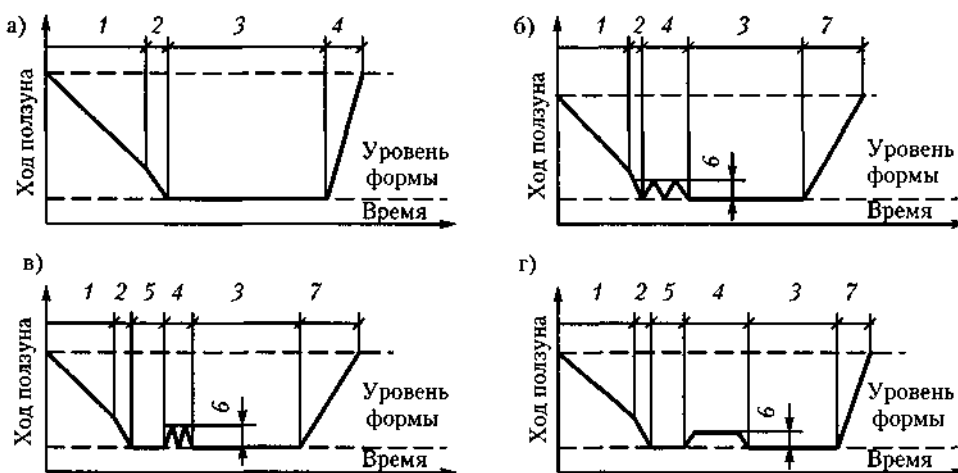 а)
1 2 3 4
Ход ползуна
Уровень
формы
Время
б)
1 2 4 3 7
Ход ползуна
6
Уровень
формы
Время
в)
1 2 5 4 3 7
Ход ползуна
6
Уровень
формы
Время
г)
1 2 5 4 3 7
Ход ползуна
6
Уровень
формы
Время